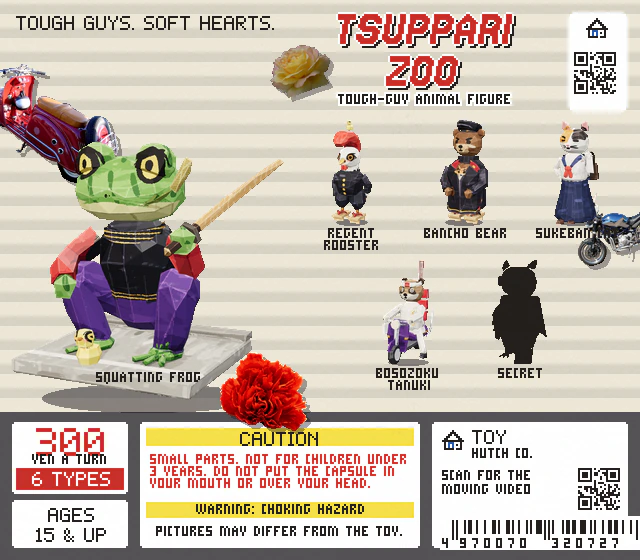 TOUGH GUYS. SOFT HEARTS.
TSUPPARI
ZOO
TOUGH-GUY ANIMAL FIGURE
REGENT
ROOSTER
BANCHO BEAR
SUKEBAN
BOSOZOKU
TANUKI
SECRET
SQUATTING FROG
300
YEN A TURN
6 TYPES
AGES
15 & UP
CAUTION
SMALL PARTS. NOT FOR CHILDREN UNDER
3 YEARS. DO NOT PUT THE CAPSULE IN
YOUR MOUTH OR OVER YOUR HEAD.
WARNING: CHOKING HAZARD
PICTURES MAY DIFFER FROM THE TOY.
TOY
HUTCH CO.
SCAN FOR THE
MOVING VIDEO
4 970070 320727